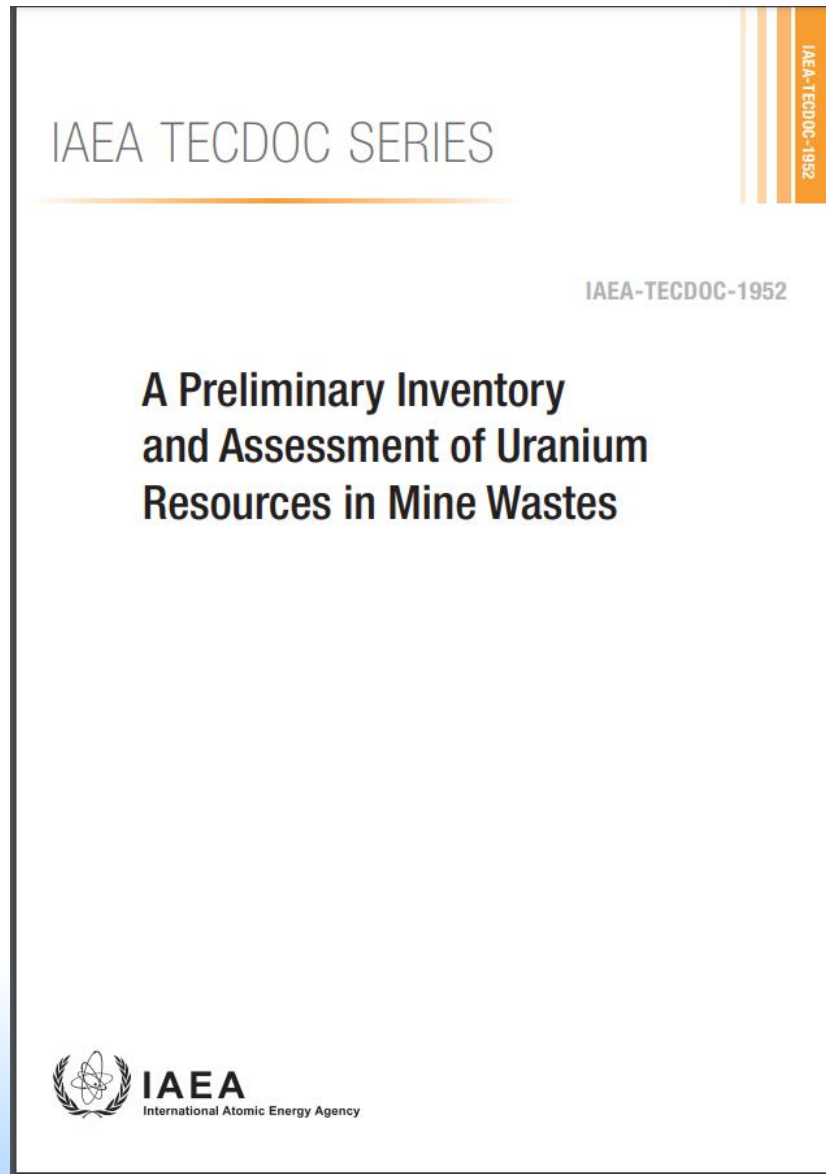 IAEA-TECDOC-1952
IAEA TECDOC SERIES
IAEA-TECDOC-1952
A Preliminary Inventory
and Assessment of Uranium
Resources in Mine Wastes
IAEA
International Atomic Energy Agency